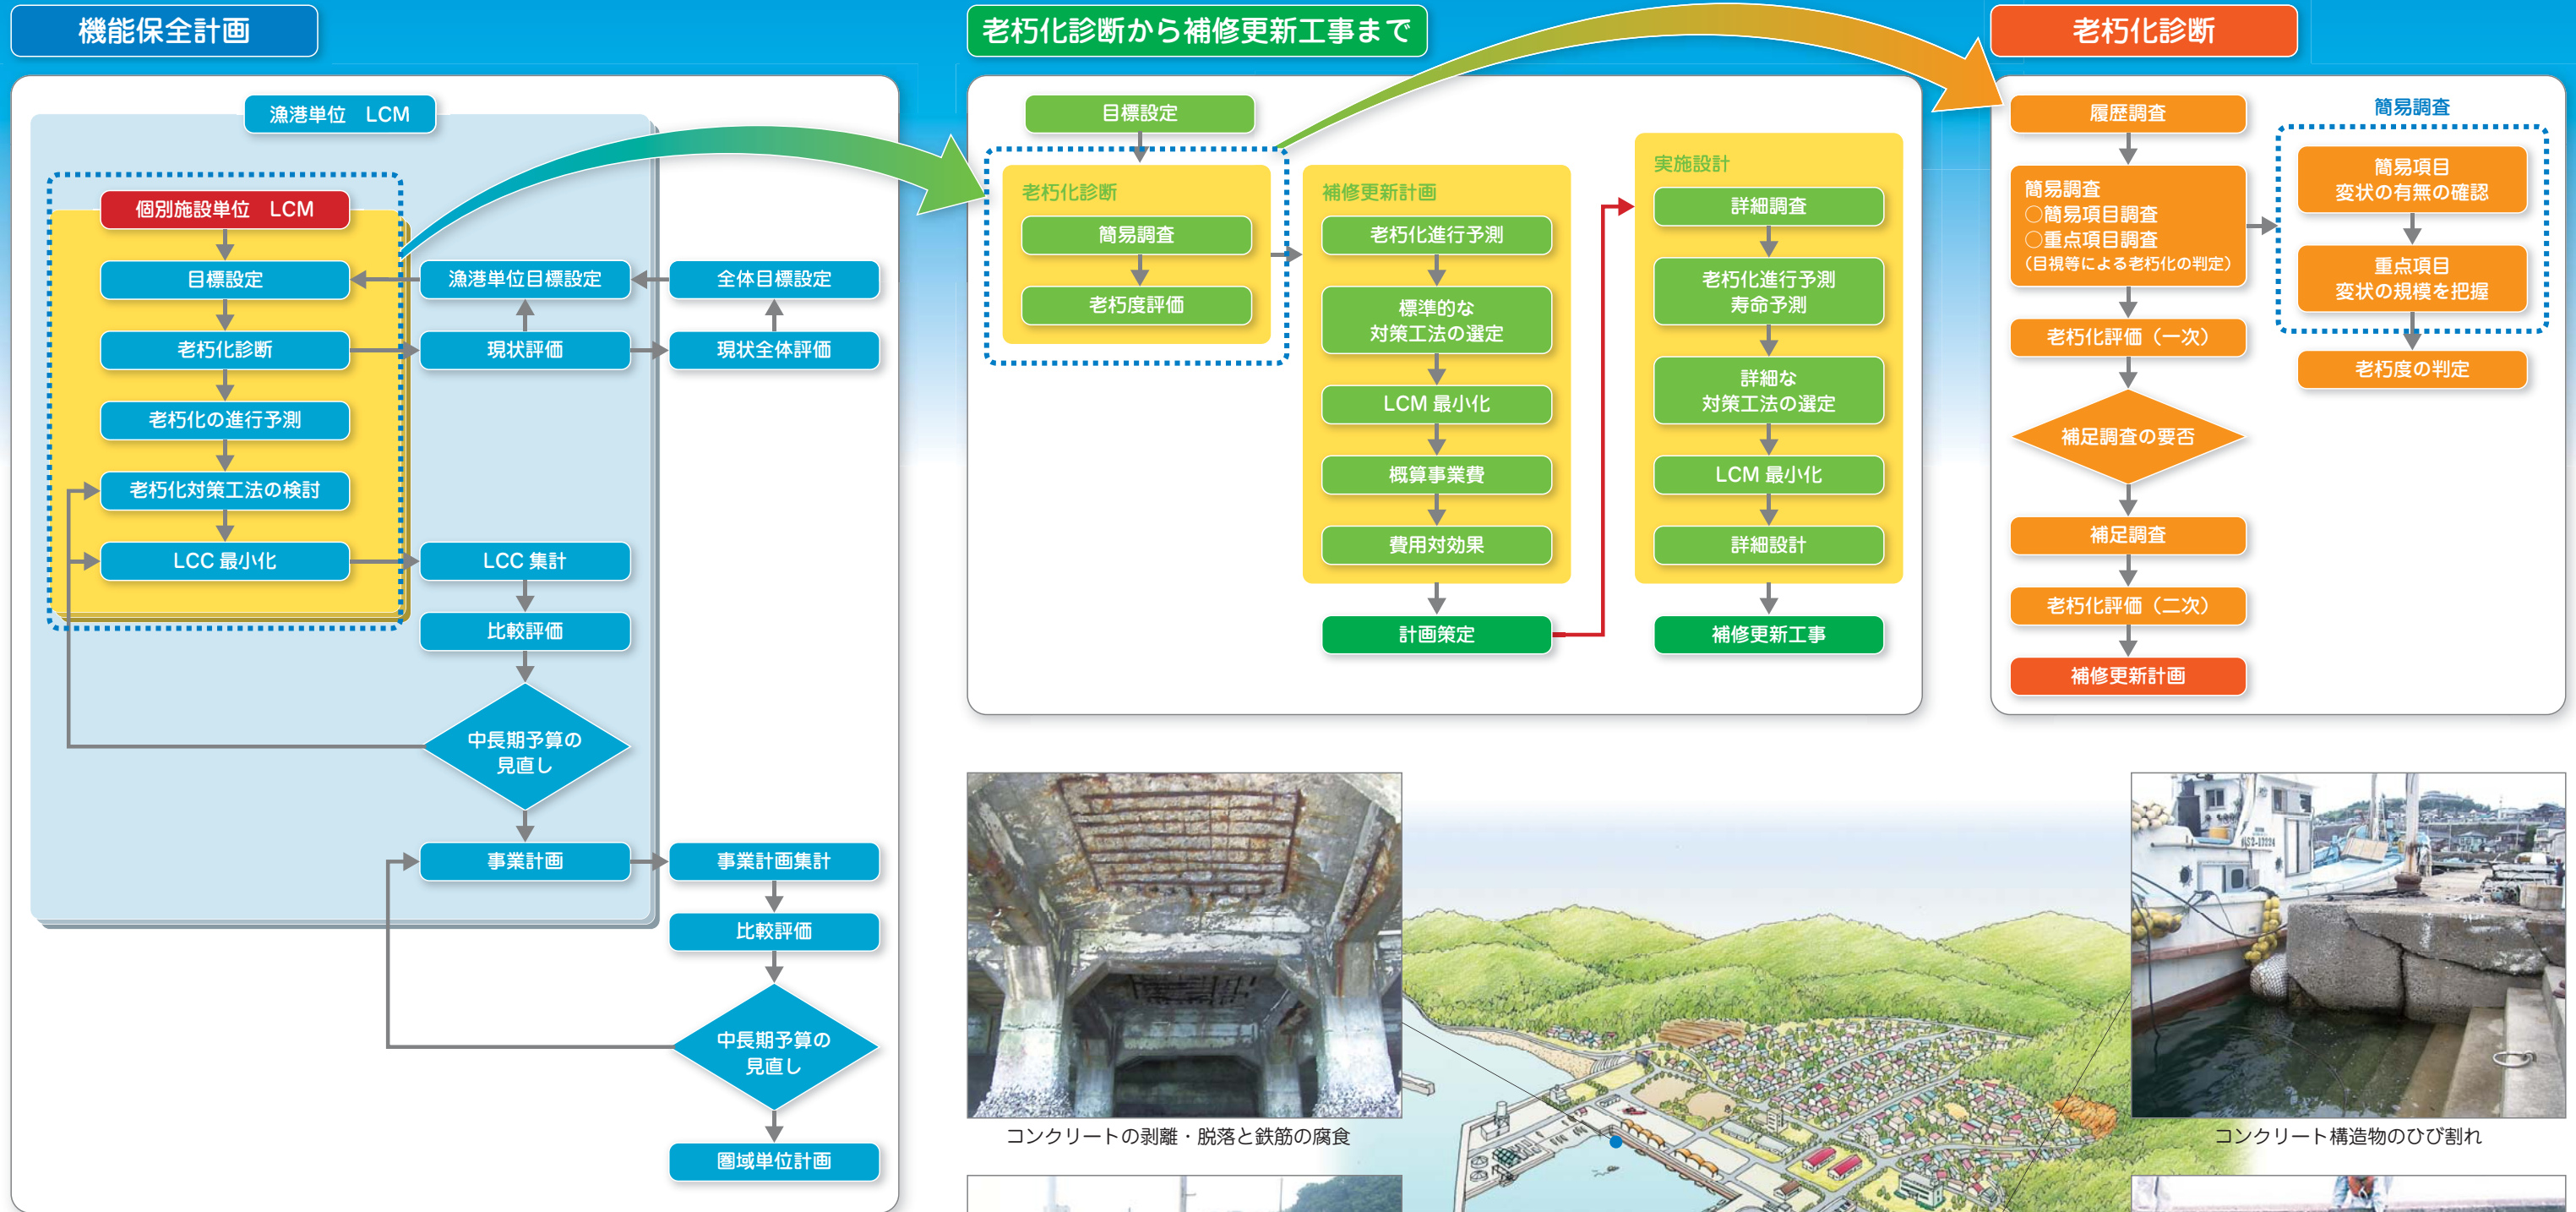 機能保全計画
漁港単位 LCM
個別施設単位 LCM
目標設定
漁港単位目標設定
全体目標設定
老朽化診断
現状評価
現状全体評価
老朽化の進行予測
老朽化対策工法の検討
LCC 最小化
LCC 集計
比較評価
中長期予算の
見直し
事業計画
事業計画集計
比較評価
中長期予算の
見直し
圏域単位計画
老朽化診断から補修更新工事まで
目標設定
老朽化診断
簡易調査
老朽度評価
補修更新計画
老朽化進行予測
標準的な
対策工法の選定
LCM 最小化
概算事業費
費用対効果
計画策定
実施設計
詳細調査
老朽化進行予測
寿命予測
詳細な
対策工法の選定
LCM 最小化
詳細設計
補修更新工事
老朽化診断
履歴調査
簡易調査
○簡易項目調査
○重点項目調査
（目視等による老朽化の判定）
老朽化評価（一次）
補足調査の要否
補足調査
老朽化評価（二次）
補修更新計画
簡易調査
簡易項目
変状の有無の確認
重点項目
変状の規模を把握
老朽度の判定
コンクリートの剥離・脱落と鉄筋の腐食
コンクリート構造物のひび割れ